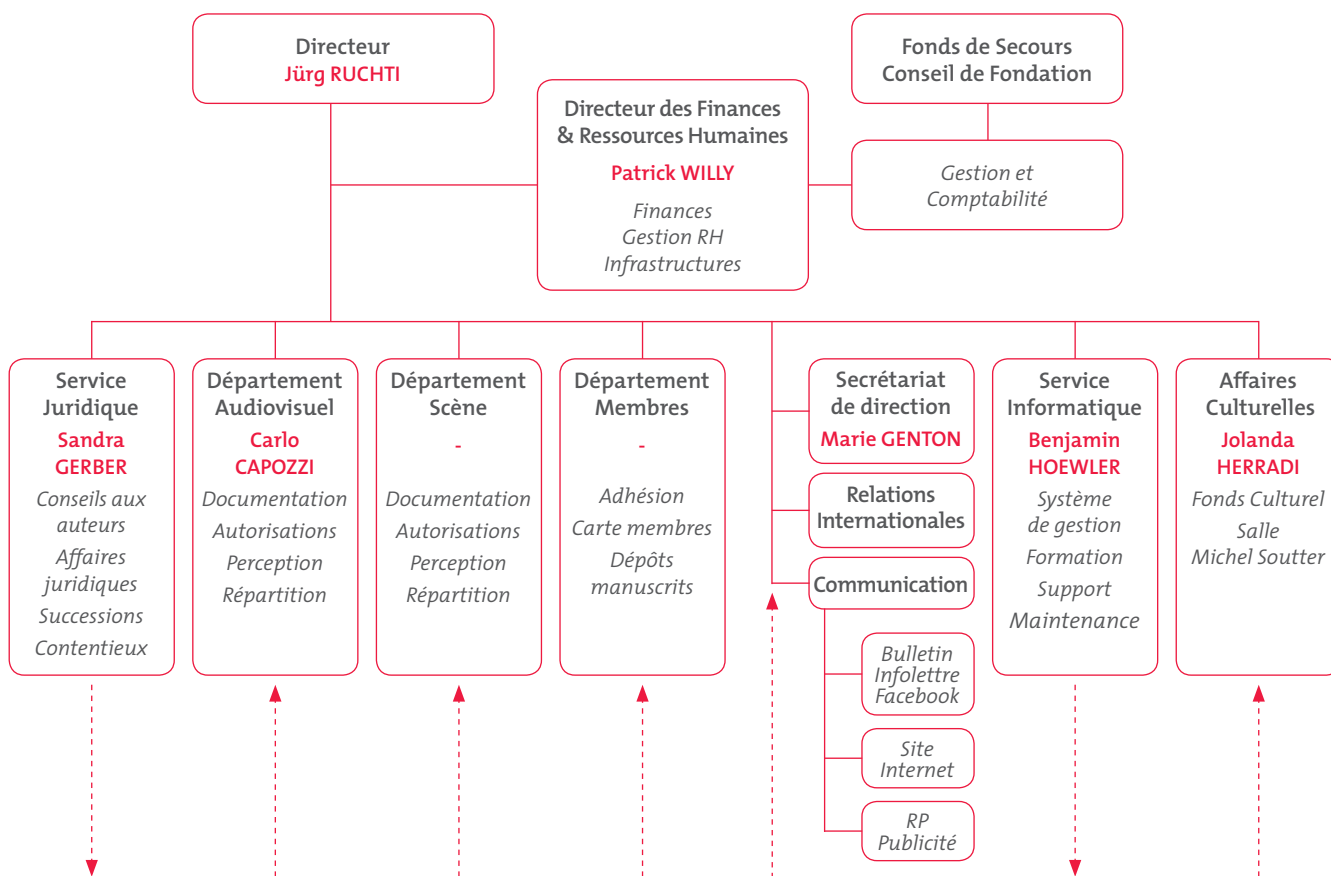 Directeur
Jürg RUCHTI
Fonds de Secours
Conseil de Fondation
Directeur des Finances
& Ressources Humaines
Patrick WILLY
Finances
Gestion RH
Infrastructures
Gestion et
Comptabilité
Service
Juridique
Sandra
GERBER
Conseils aux
auteurs
Affaires
juridiques
Successions
Contentieux
Département
Audiovisuel
Carlo
CAPOZZI
Documentation
Autorisations
Perception
Répartition
Département
Scène
-
Documentation
Autorisations
Perception
Répartition
Département
Membres
-
Adhésion
Carte membres
Dépôts
manuscrits
Secrétariat
de direction
Marie GENTON
Relations
Internationales
Communication
Bulletin
Infolettre
Facebook
Site
Internet
RP
Publicité
Service
Informatique
Benjamin
HOEWLER
Système
de gestion
Formation
Support
Maintenance
Affaires
Culturelles
Jolanda
HERRADI
Fonds Culturel
Salle
Michel Soutter